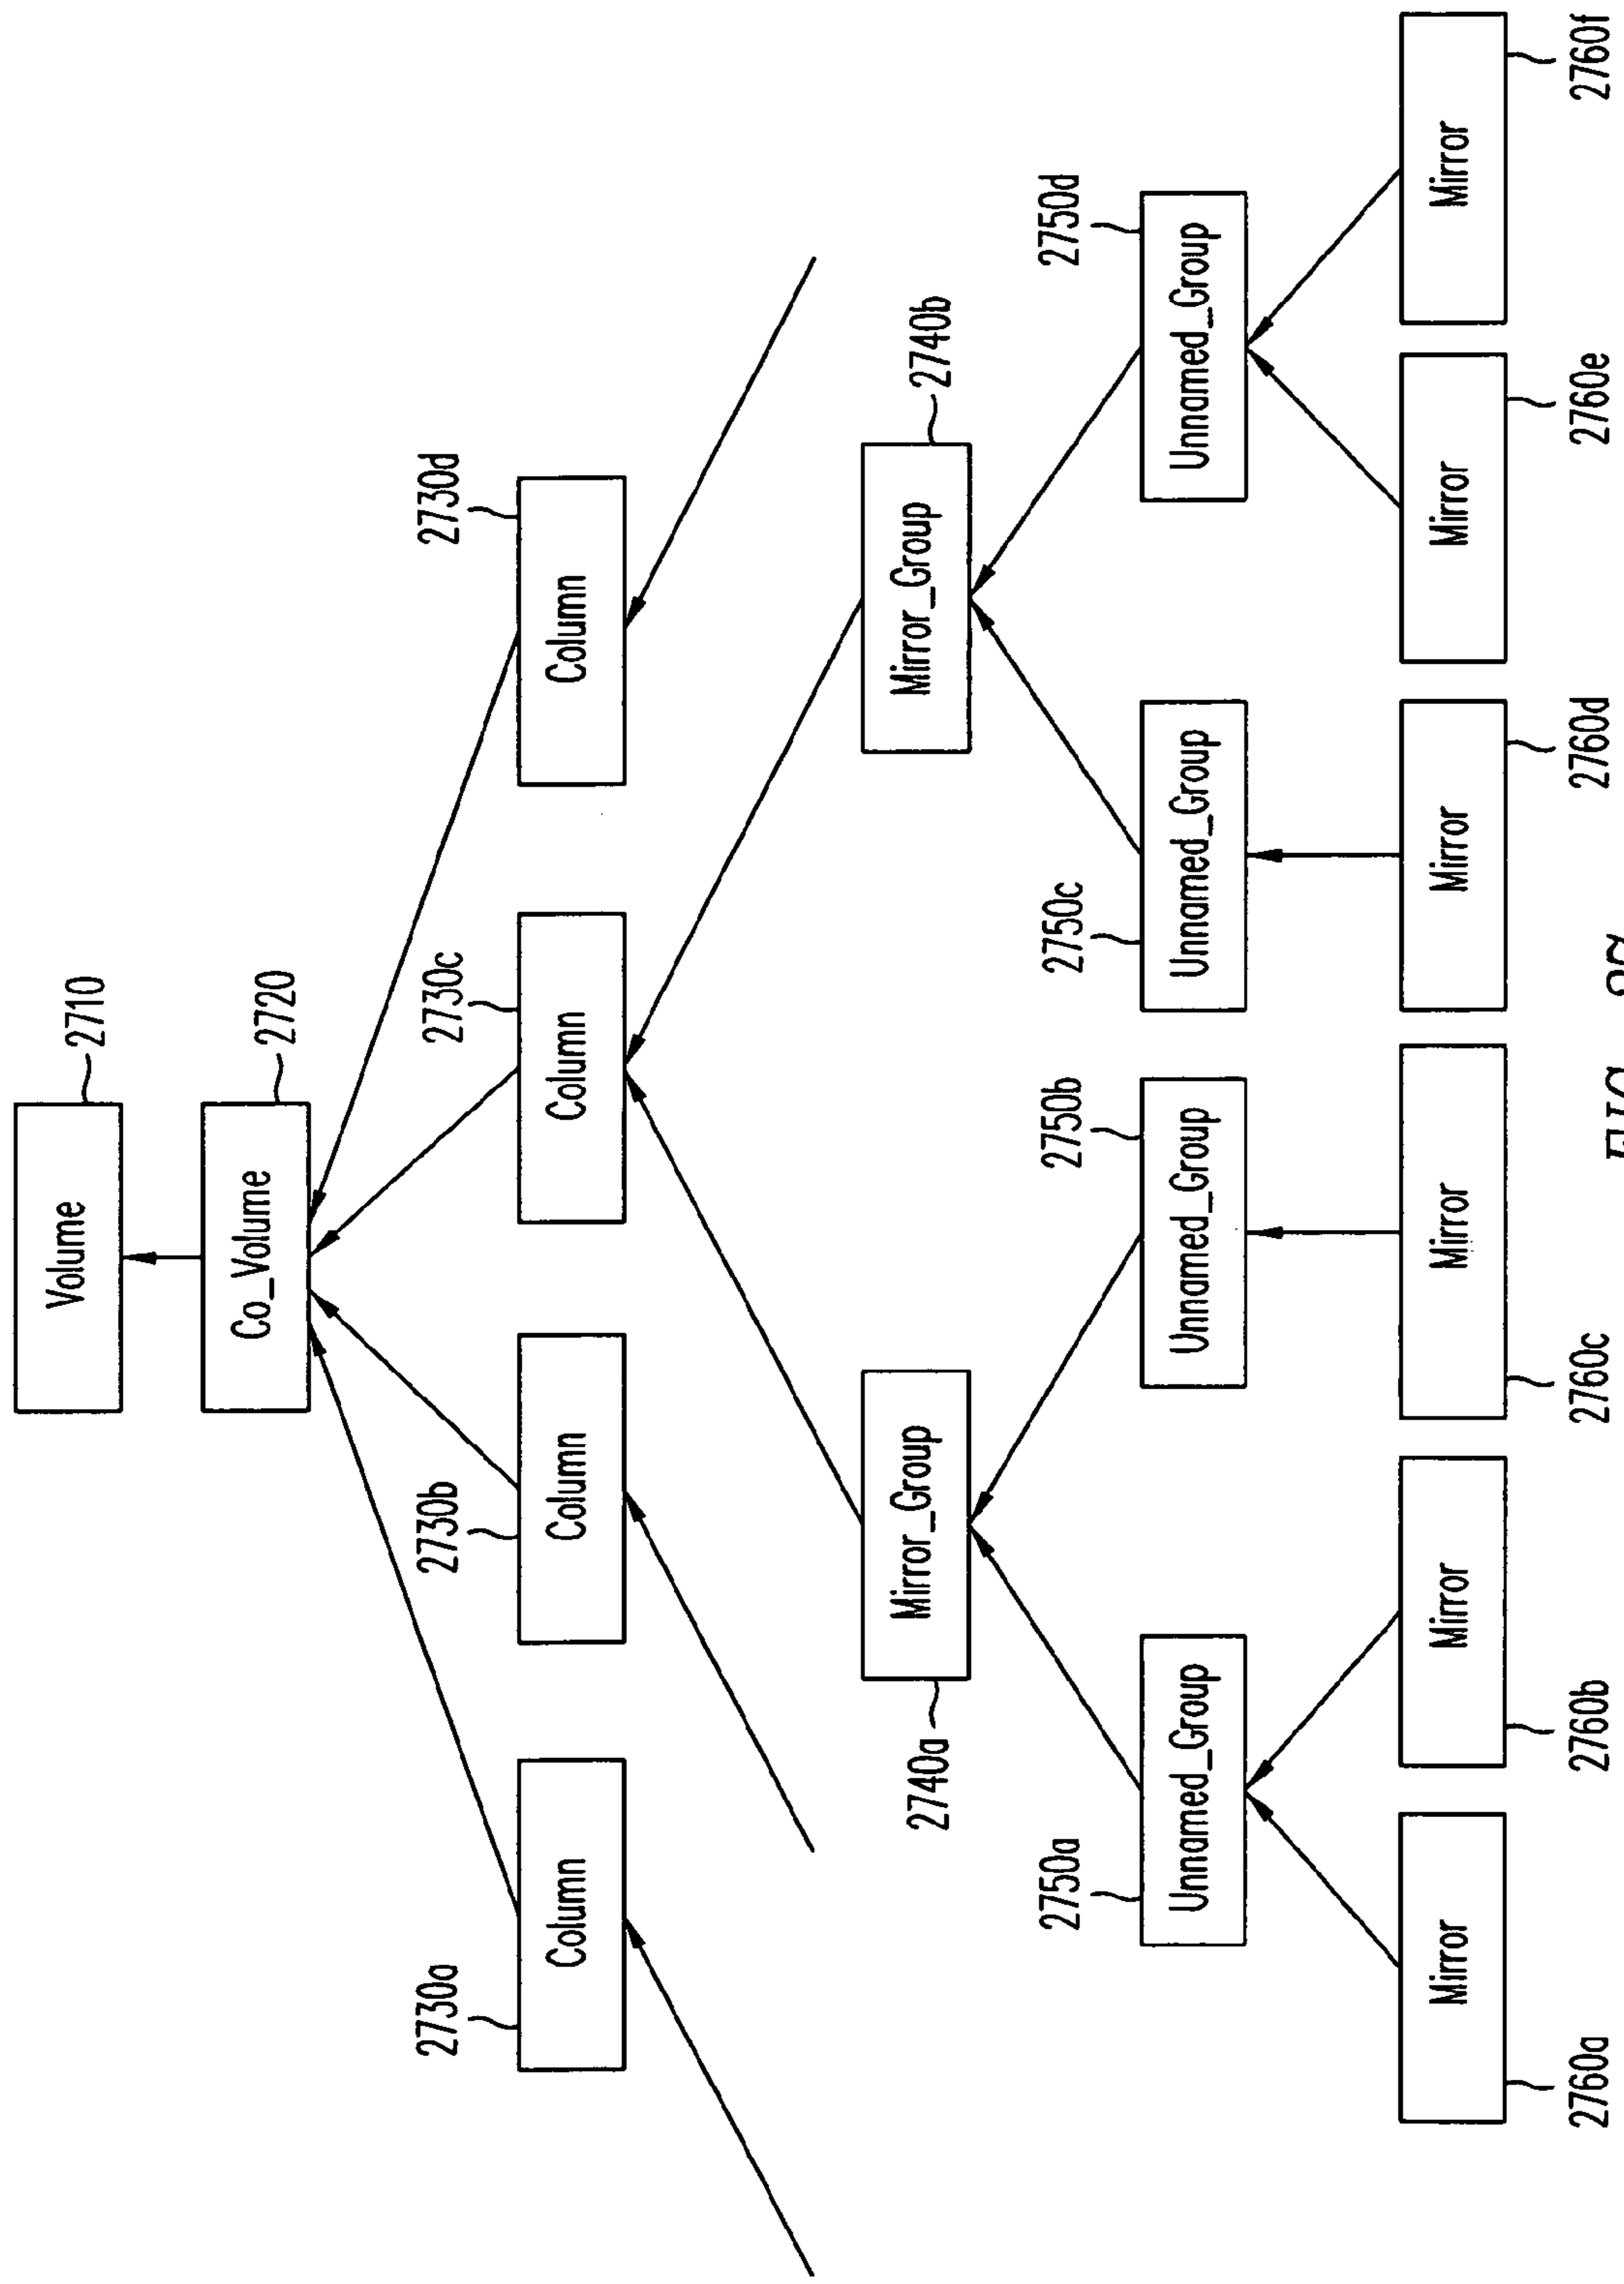 2710
Volume
2720
Co_Volume
2730a
Column
2730b
Column
2730c
Column
2730d
Column
2740a
Mirror_Group
2740b
Mirror_Group
2750a
Unnamed_Group
2750b
Unnamed_Group
2750c
Unnamed_Group
2750d
Unnamed_Group
Mirror
2760a
Mirror
2760b
Mirror
2760c
Mirror
2760d
Mirror
2760e
Mirror
2760f